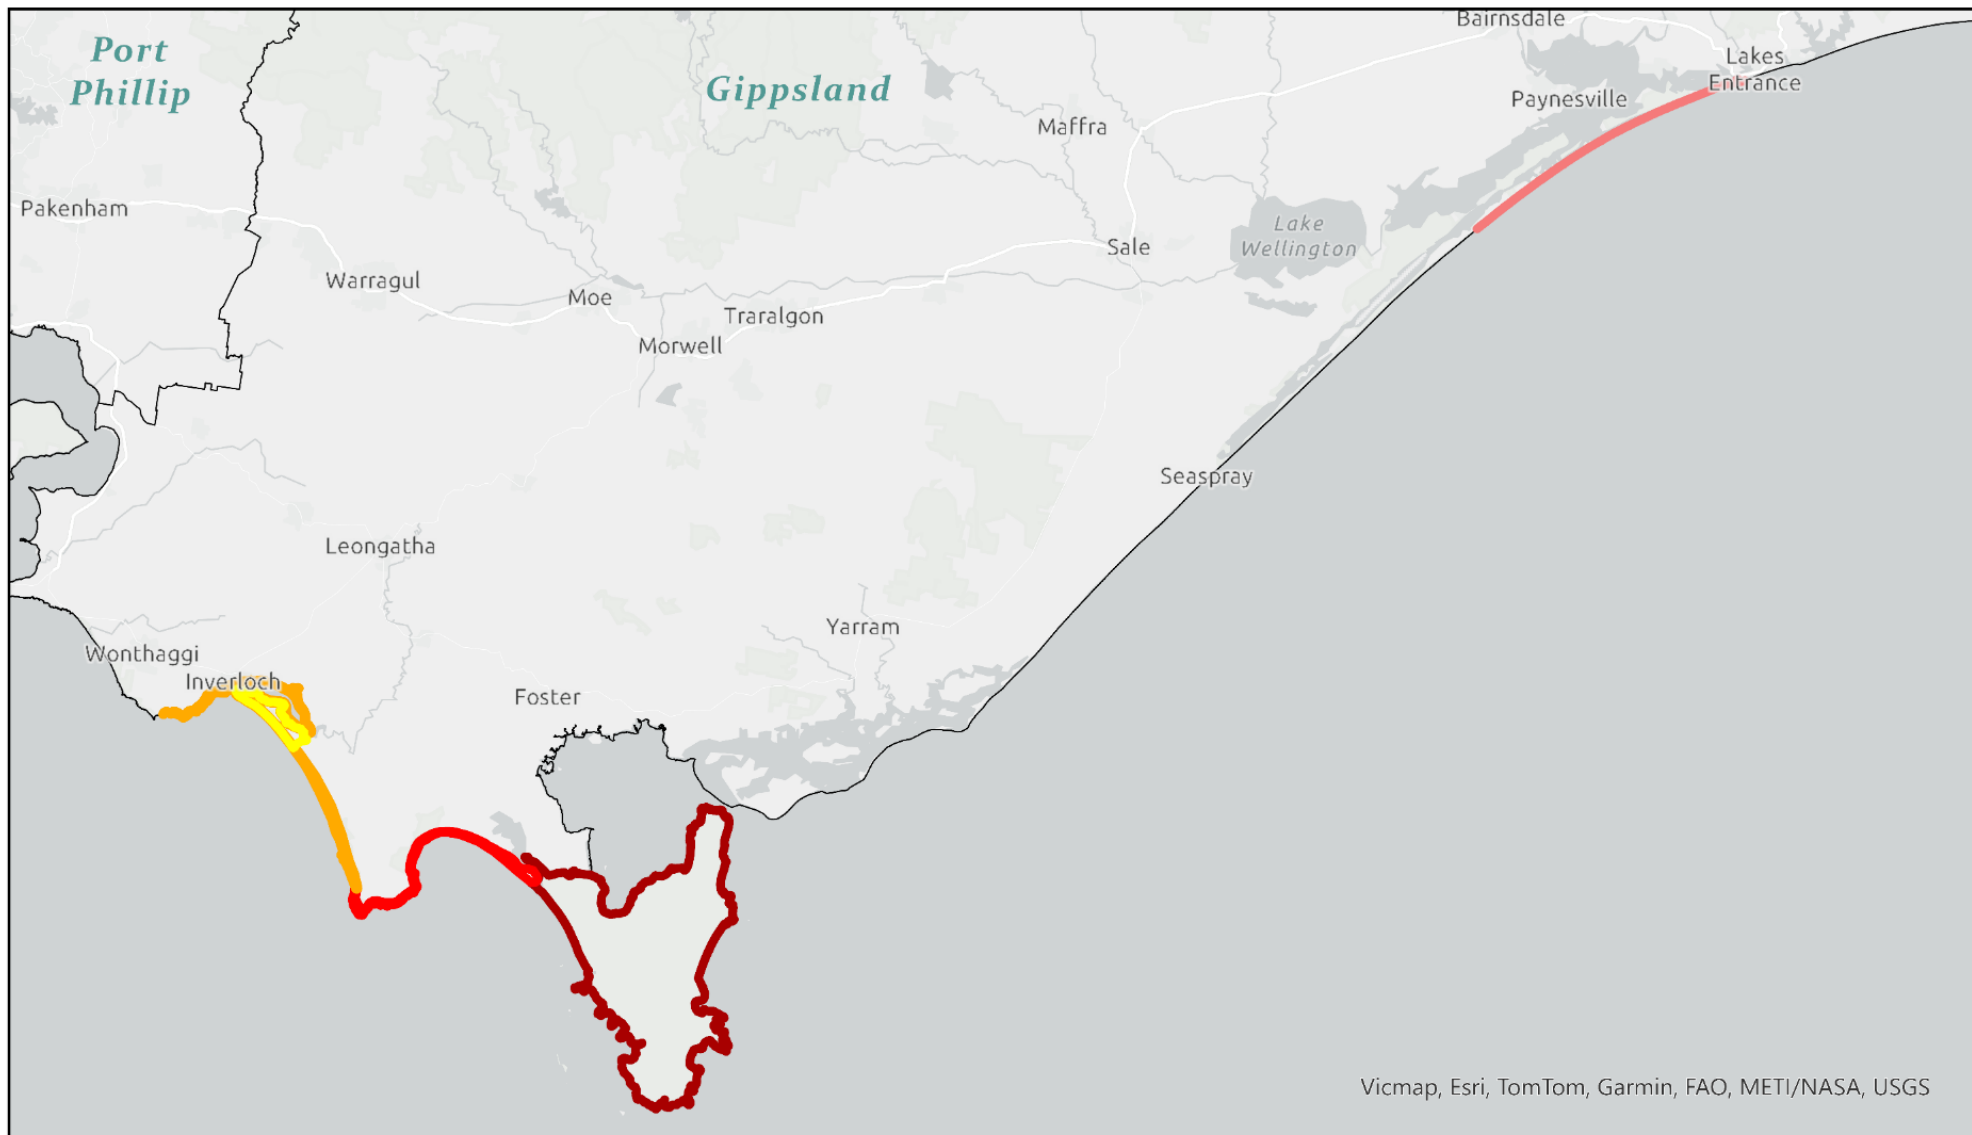 Port
Phillip
Gippsland
Bairnsdale
Lakes
Entrance
Paynesville
Maffra
Pakenham
Lake
Wellington
Sale
Warragul
Moe
Traralgon
Morwell
Seaspray
Leongatha
Yarram
Wonthaggi
Inverloch
Foster
Vicmap, Esri, TomTom, Garmin, FAO, METI/NASA, USGS